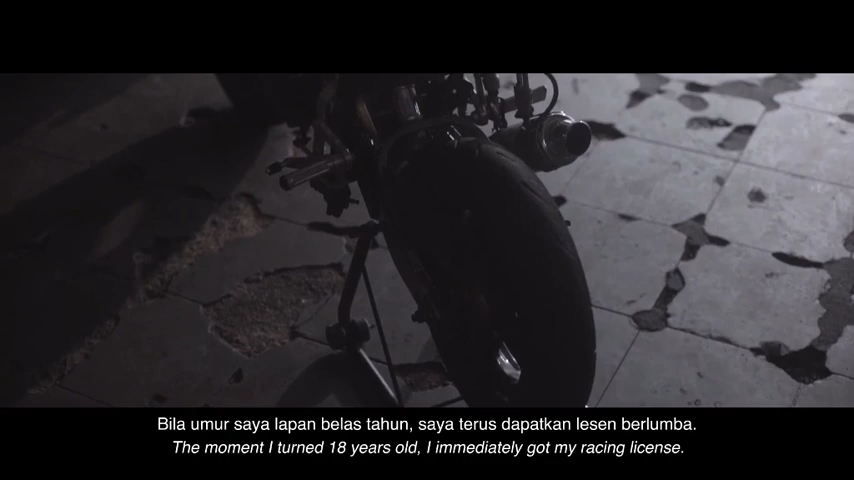 Bila umur saya lapan belas tahun, saya terus dapatkan lesen berlumba.
The moment I turned 18 years old, I immediately got my racing license.